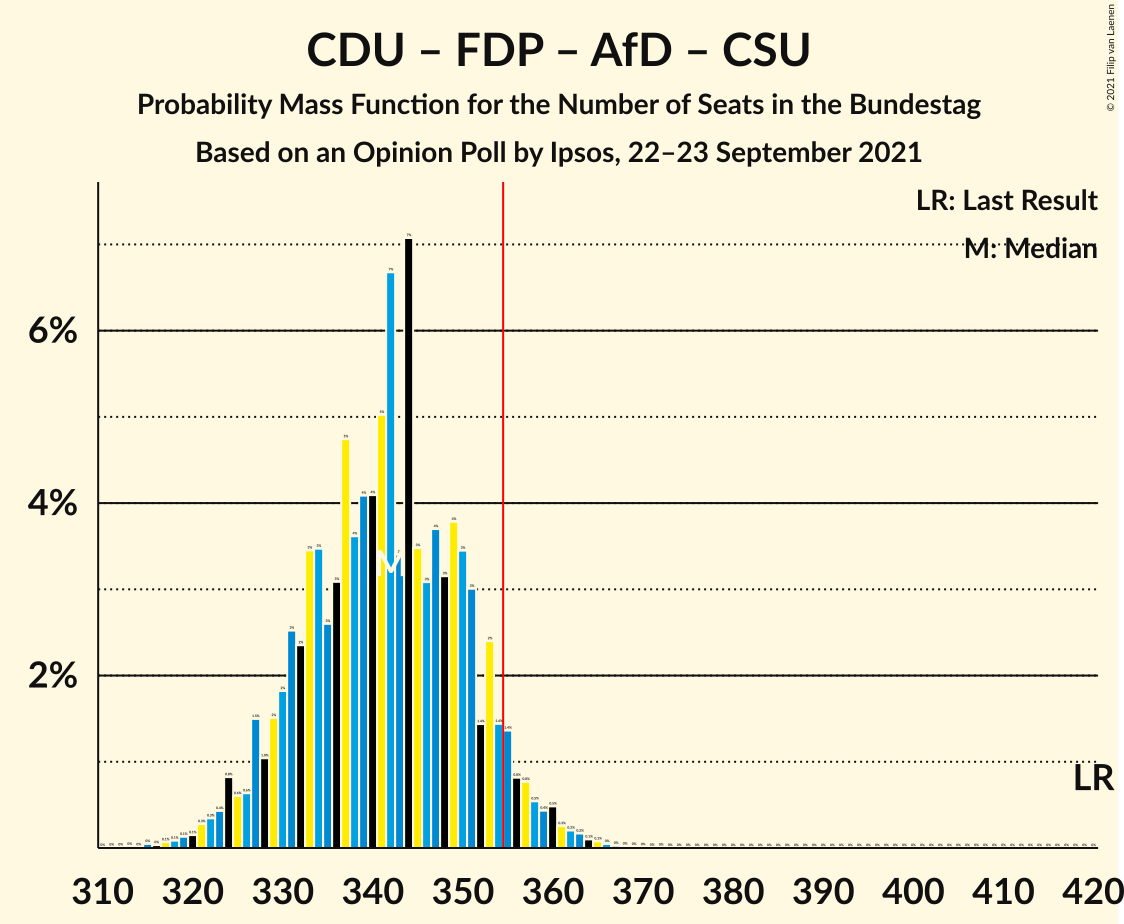 CDU – FDP – AfD – CSU
Probability Mass Function for the Number of Seats in the Bundestag
Based on an Opinion Poll by Ipsos, 22–23 September 2021
© 2021 Filip van Laenen
LR: Last Result
M: Median
6%
4%
2%
M
LR
310 320 330 340 350 360 370 380 390 400 410 420